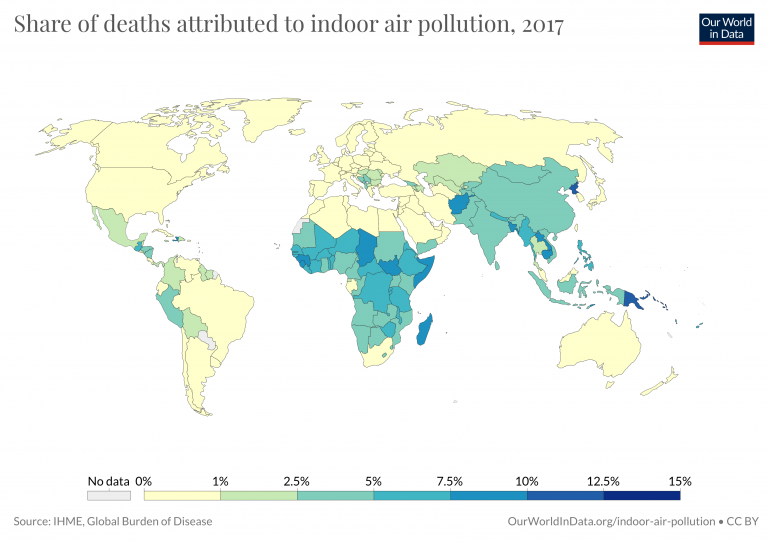 Share of deaths attributed to indoor air pollution, 2017
Our World
in Data
No data 0% 1% 2.5% 5% 7.5% 10% 12.5% 15%
Source: IHME, Global Burden of Disease
OurWorldInData.org/indoor-air-pollution • CC BY